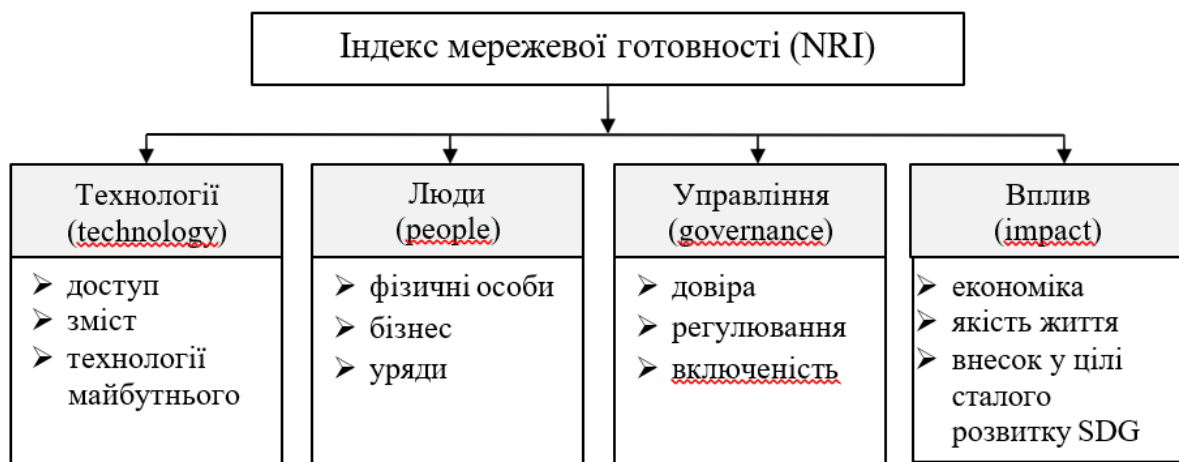 Індекс мережевої готовності (NRI)
Технології
(technology)
➢ доступ
➢ зміст
➢ технології
майбутнього
Люди
(people)
➢ фізичні особи
➢ бізнес
➢ уряди
Управління
(governance)
➢ довіра
➢ регулювання
➢ включеність
Вплив
(impact)
➢ економіка
➢ якість життя
➢ внесок у цілі
сталого
розвитку SDG